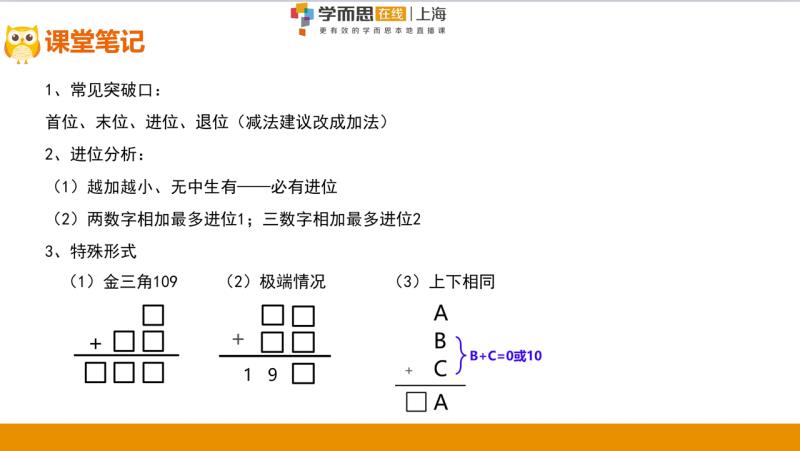 学而思在线|上海
更有效的学而思本地直播课
课堂笔记
1、常见突破口：
首位、末位、进位、退位（减法建议改成加法）
2、进位分析：
（1）越加越小、无中生有——必有进位
（2）两数字相加最多进位1；三数字相加最多进位2
3、特殊形式
（1）金三角109 （2）极端情况 （3）上下相同
□
+ □□
□□□
□□
+ □□
1 9 □
A
B
+ C
□ A
B+C=0或10